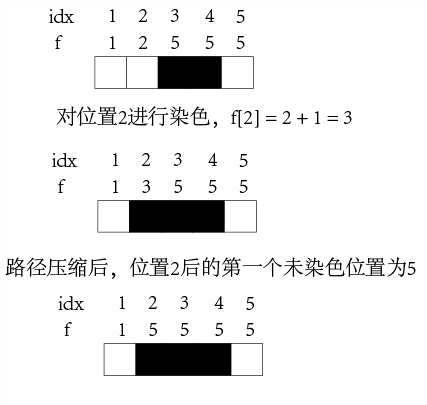 idx 1 2 3 4 5
f 1 2 5 5 5
对位置2进行染色，f[2] = 2 + 1 = 3
idx 1 2 3 4 5
f 1 3 5 5 5
路径压缩后，位置2后的第一个未染色位置为5
idx 1 2 3 4 5
f 1 5 5 5 5